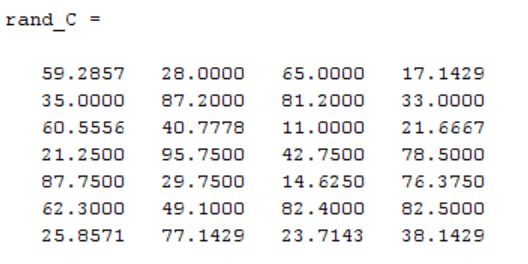 rand_C =
59.2857 28.0000 65.0000 17.1429
35.0000 87.2000 81.2000 33.0000
60.5556 40.7778 11.0000 21.6667
21.2500 95.7500 42.7500 78.5000
87.7500 29.7500 14.6250 76.3750
62.3000 49.1000 82.4000 82.5000
25.8571 77.1429 23.7143 38.1429